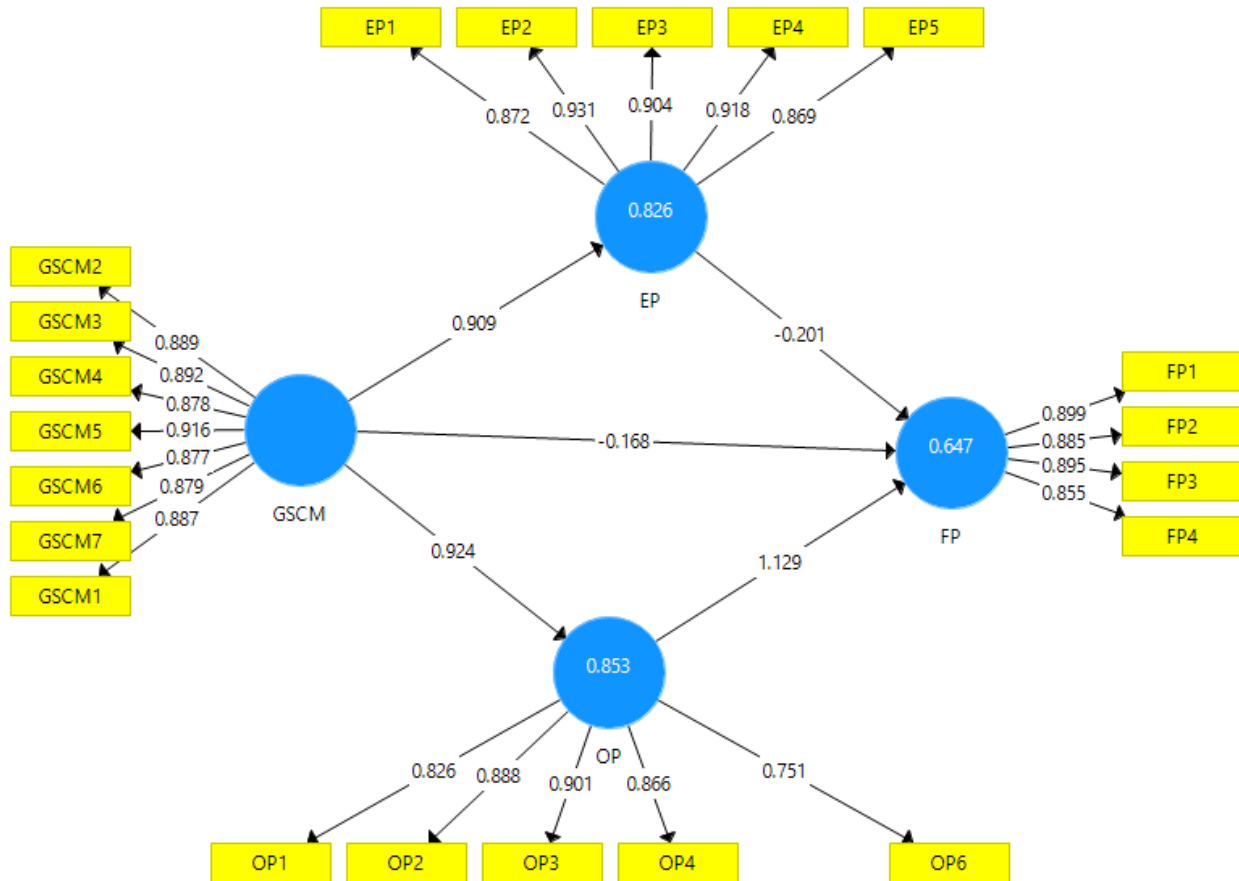 EP1 EP2 EP3 EP4 EP5
0.872 0.931 0.904 0.918 0.869
0.826
EP
GSCM2
GSCM3
GSCM4
GSCM5
GSCM6
GSCM7
GSCM1
0.889
0.892
0.878
0.916
0.877
0.879
0.887
GSCM
0.909
-0.201
-0.168
0.924
1.129
0.647
FP
0.899
0.885
0.895
0.855
FP1
FP2
FP3
FP4
0.853
OP
0.826 0.888 0.901 0.866 0.751
OP1 OP2 OP3 OP4 OP6